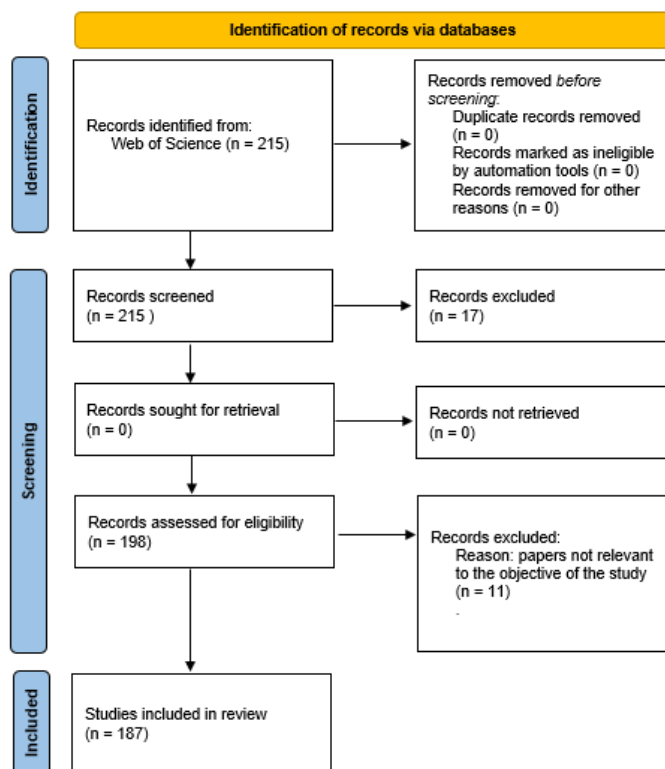 Identification of records via databases
Identification
Records identified from:
Web of Science (n = 215)
Records removed before
screening:
Duplicate records removed
(n = 0)
Records marked as ineligible
by automation tools (n = 0)
Records removed for other
reasons (n = 0)
Screening
Records screened
(n = 215 )
Records excluded
(n = 17)
Records sought for retrieval
(n = 0)
Records not retrieved
(n = 0)
Records assessed for eligibility
(n = 198)
Records excluded:
Reason: papers not relevant
to the objective of the study
(n = 11)
.
Included
Studies included in review
(n = 187)